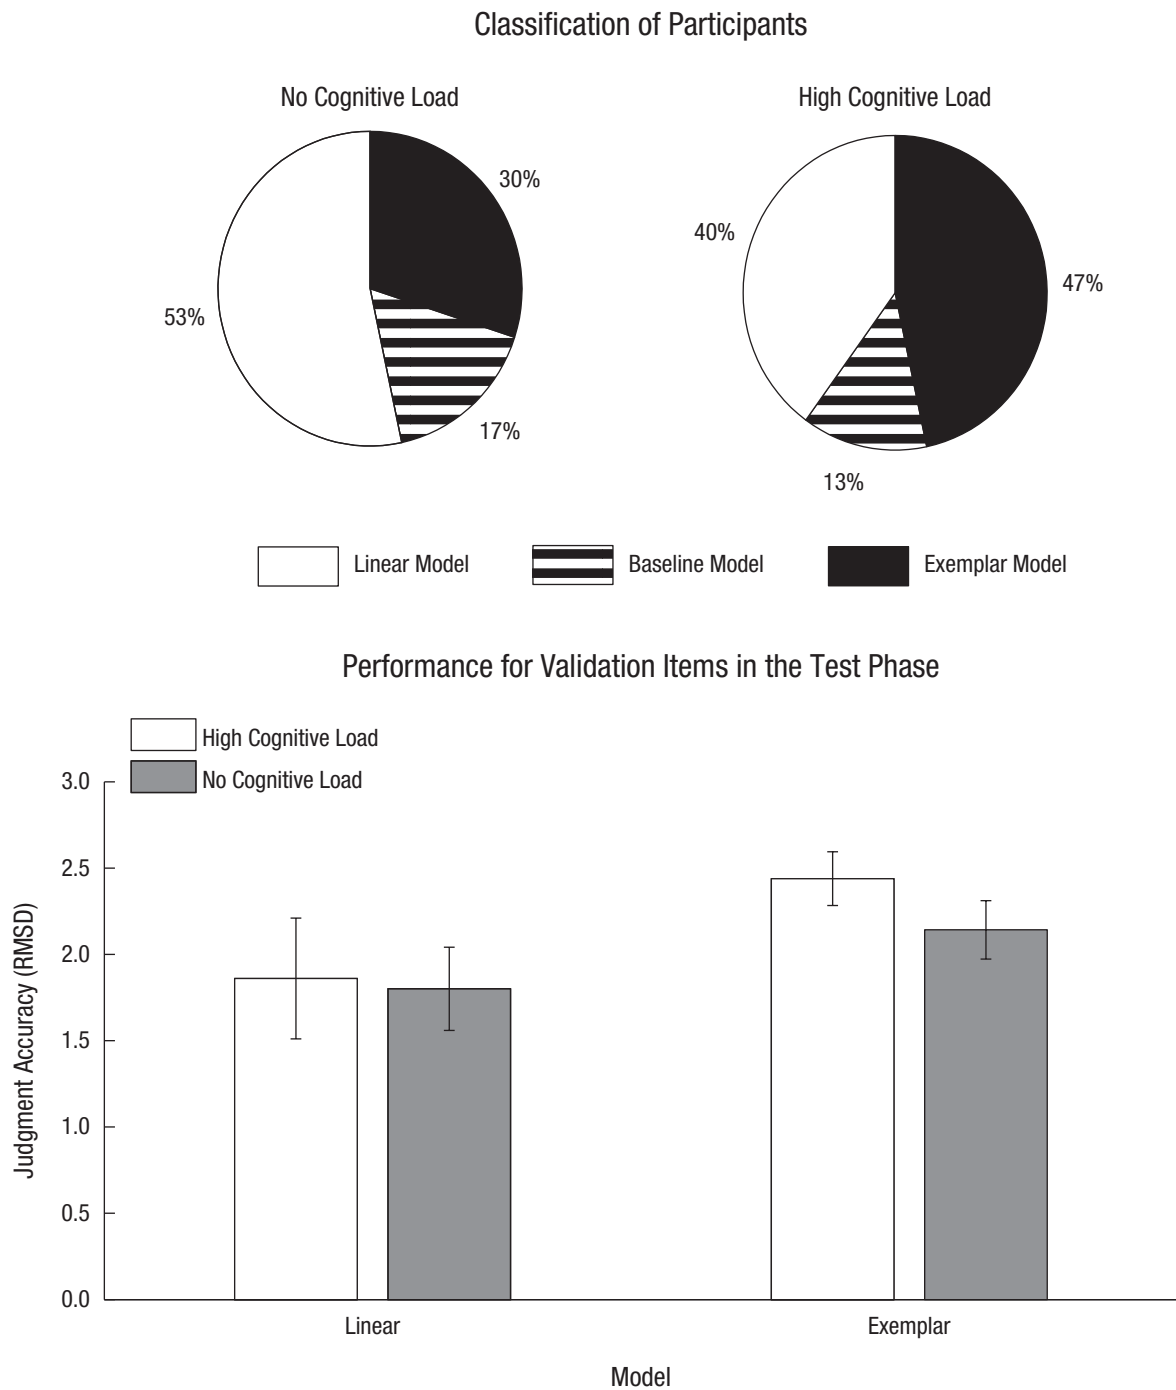 Classification of Participants
No Cognitive Load
High Cognitive Load
30%
53%
17%
40%
47%
13%
Linear Model
Baseline Model
Exemplar Model
Performance for Validation Items in the Test Phase
High Cognitive Load
No Cognitive Load
Judgment Accuracy (RMSD)
3.0
2.5
2.0
1.5
1.0
0.5
0.0
Linear
Exemplar
Model